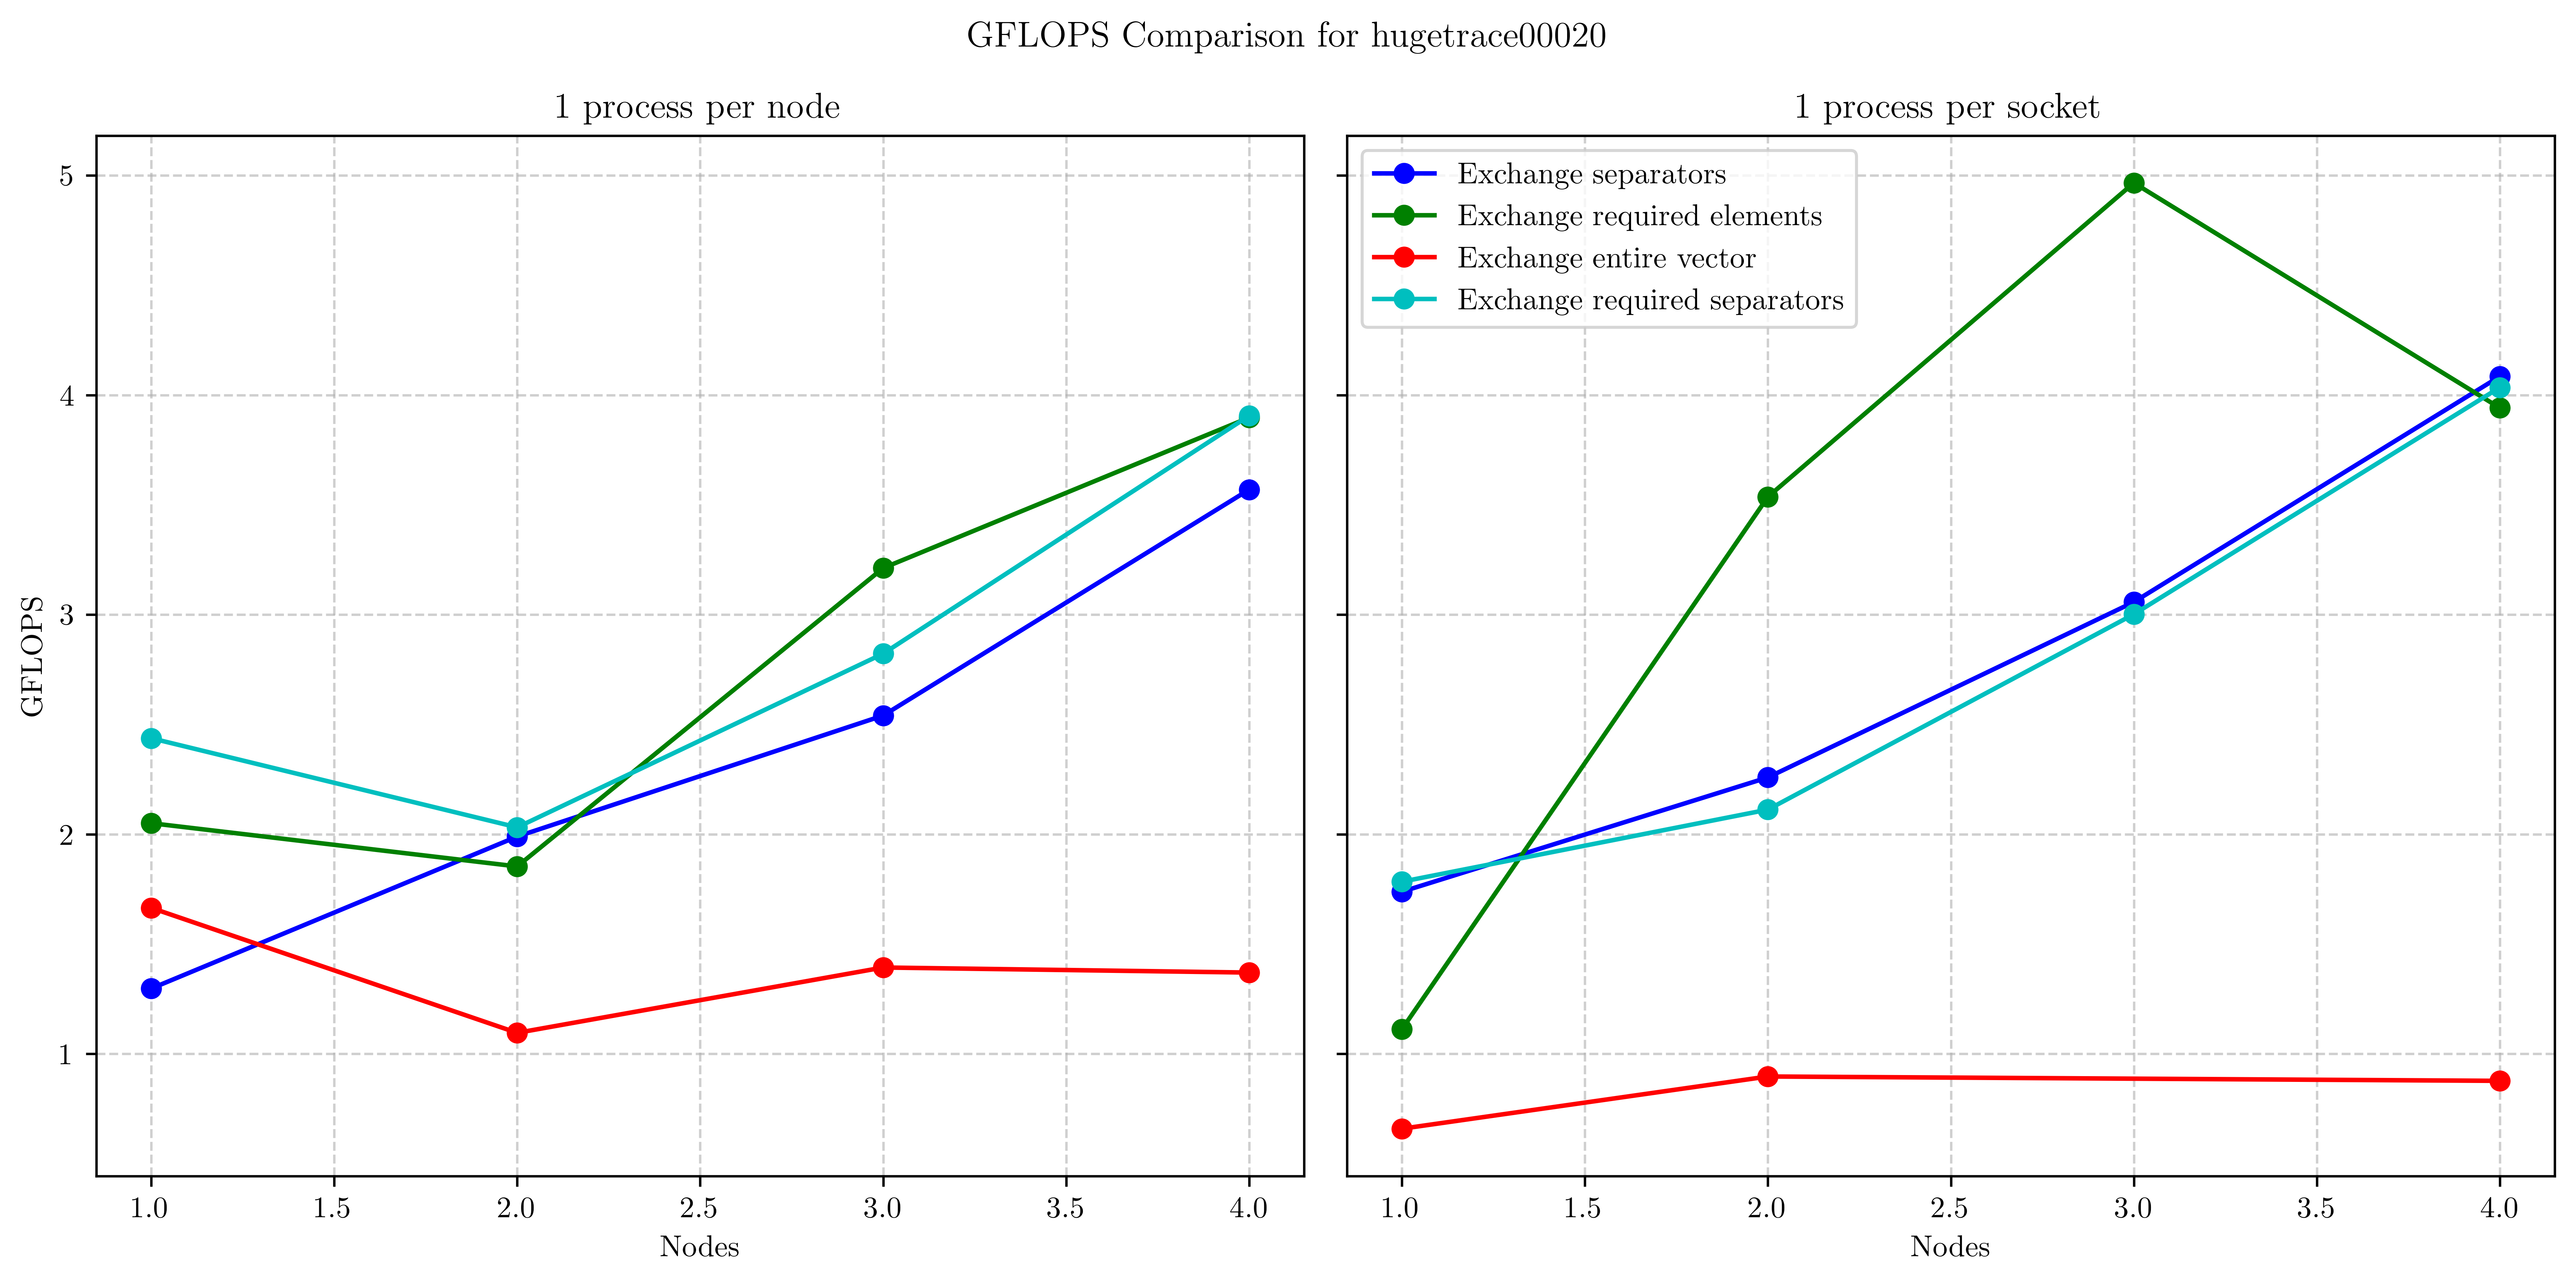 GFLOPS Comparison for hugetrace00020
1 process per node
GFLOPS
5
4
3
2
1
1.0 1.5 2.0 2.5 3.0 3.5 4.0
Nodes
1 process per socket
Exchange separators
Exchange required elements
Exchange entire vector
Exchange required separators
1.0 1.5 2.0 2.5 3.0 3.5 4.0
Nodes